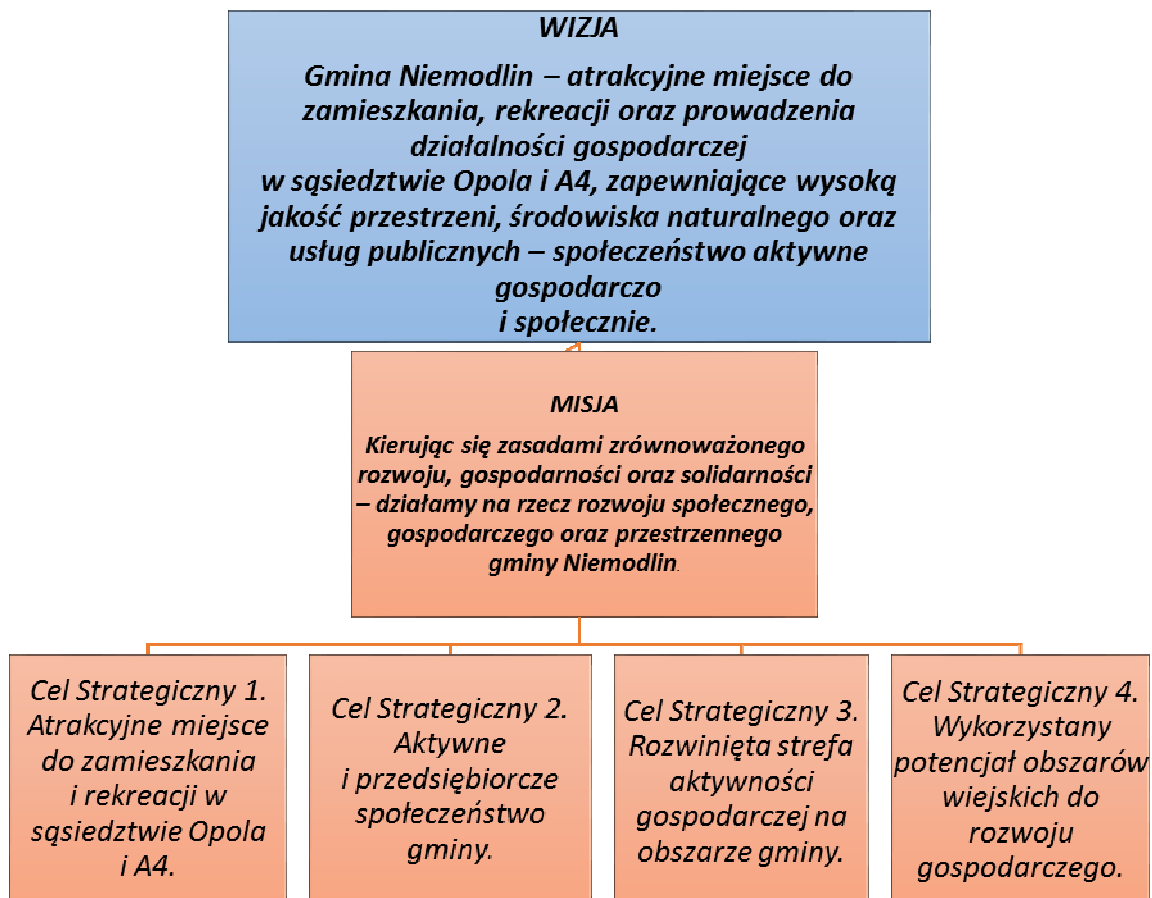 WIZJA
Gmina Niemodlin – atrakcyjne miejsce do
zamieszkania, rekreacji oraz prowadzenia
działalności gospodarczej
w sąsiedztwie Opola i A4, zapewniające wysoką
jakość przestrzeni, środowiska naturalnego oraz
usług publicznych – społeczeństwo aktywne
gospodarczo
i społecznie.
MISJA
Kierując się zasadami zrównoważonego
rozwoju, gospodarności oraz solidarności
– działamy na rzecz rozwoju społecznego,
gospodarczego oraz przestrzennego
gminy Niemodlin.
Cel Strategiczny 1.
Atrakcyjne miejsce
do zamieszkania
i rekreacji w
sąsiedztwie Opola
i A4.
Cel Strategiczny 2.
Aktywne
i przedsiębiorcze
społeczeństwo
gminy.
Cel Strategiczny 3.
Rozwinięta strefa
aktywności
gospodarczej na
obszarze gminy.
Cel Strategiczny 4.
Wykorzystany
potencjał obszarów
wiejskich do
rozwoju
gospodarczego.